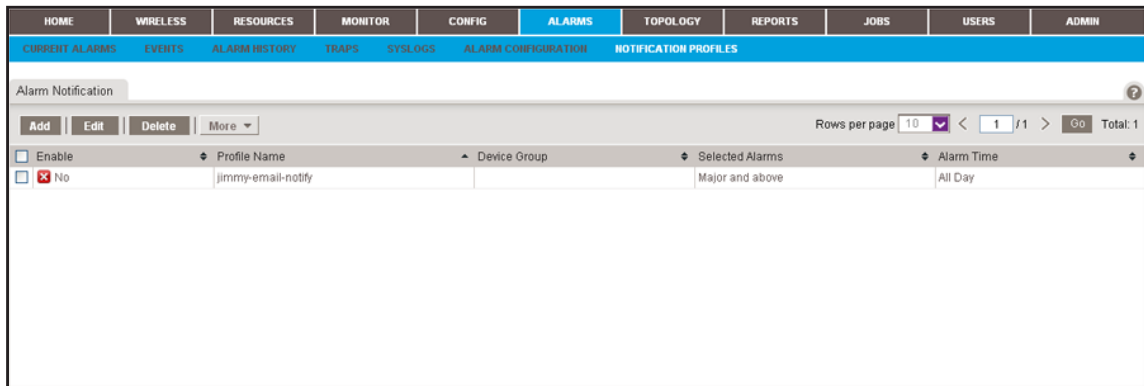 HOME WIRELESS RESOURCES MONITOR CONFIG ALARMS TOPOLOGY REPORTS JOBS USERS ADMIN
CURRENT ALARMS EVENTS ALARM HISTORY TRAPS SYSLOGS ALARM CONFIGURATION NOTIFICATION PROFILES
Alarm Notification ?
Add Edit Delete More Rows per page 10 < 1 /1 > Go Total: 1
Enable Profile Name Device Group Selected Alarms Alarm Time
No jimmy-email-notify Major and above All Day